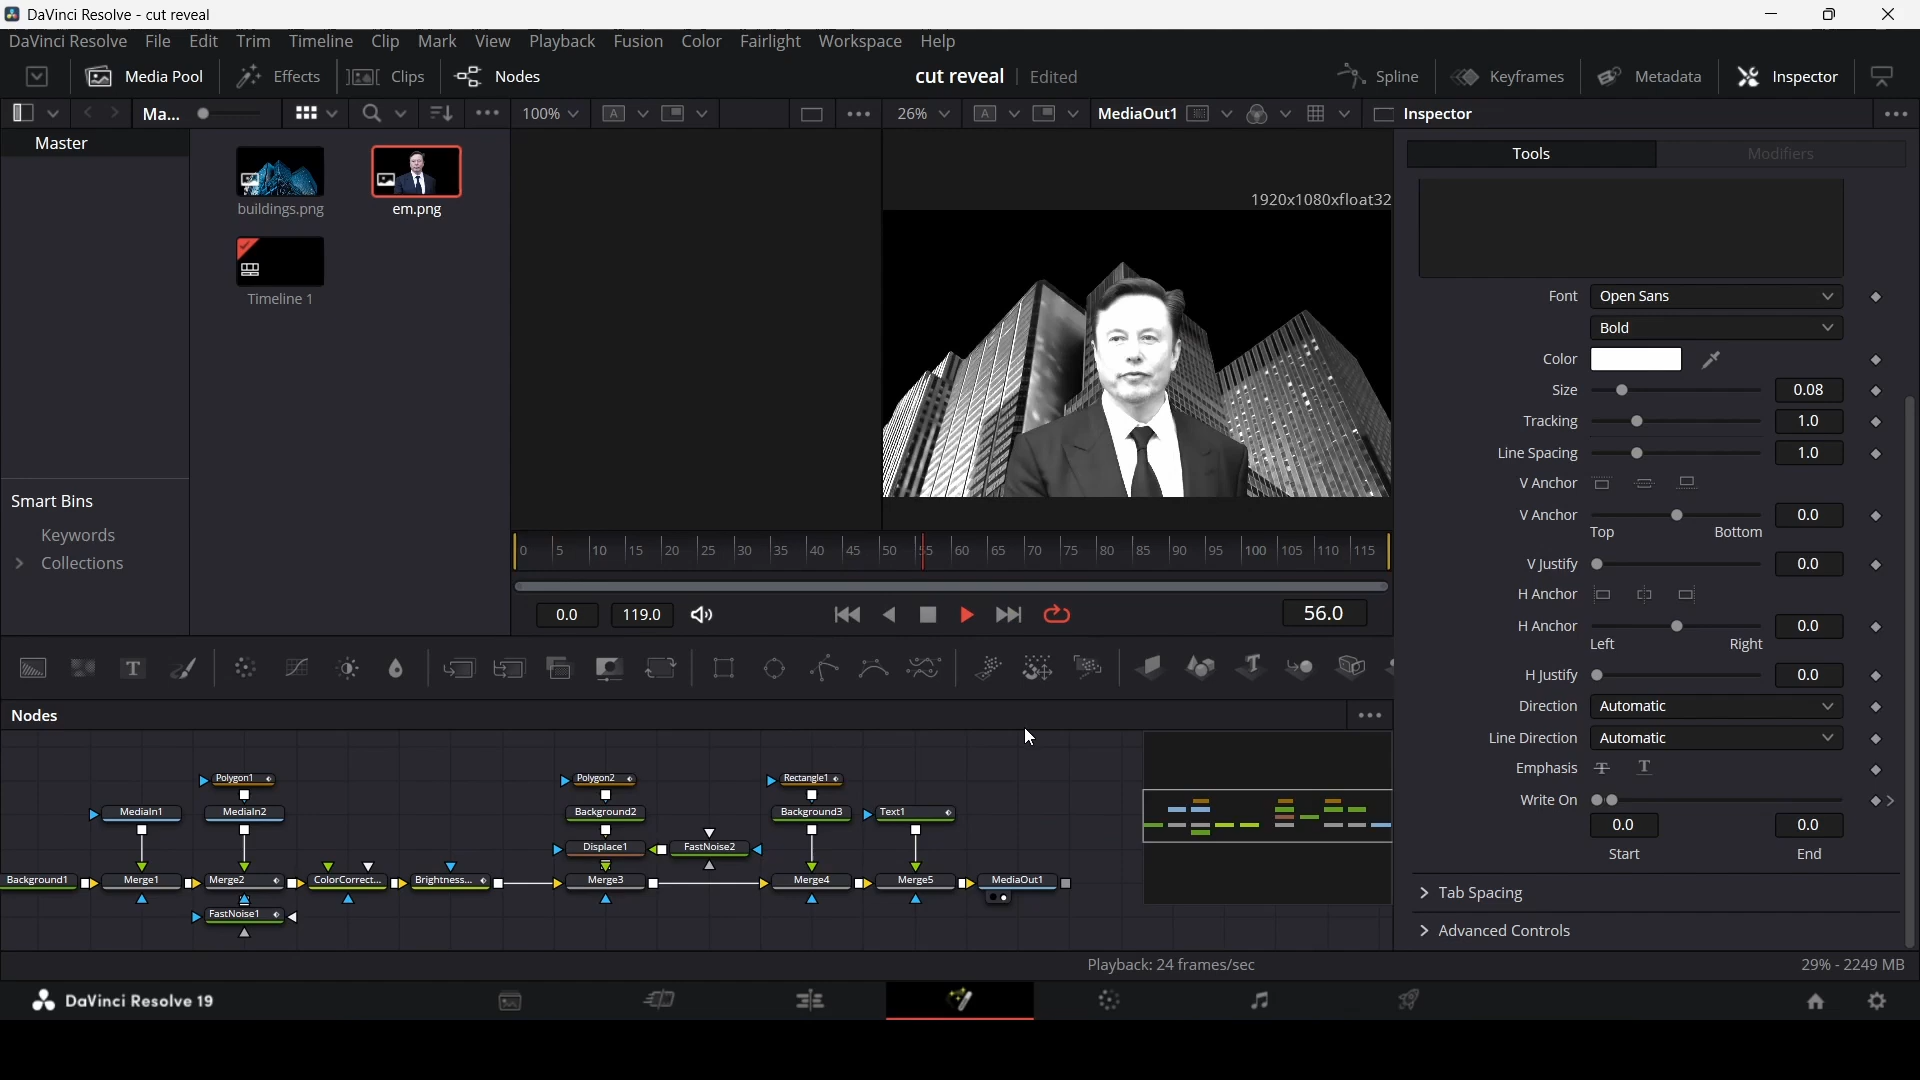 DaVinci Resolve - cut reveal
DaVinci Resolve File Edit Trim Timeline Clip Mark View Playback Fusion Color Fairlight Workspace Help
Media Pool Effects Clips Nodes cut reveal Edited Spline Keyframes Metadata Inspector
Ma... 100% 26% MediaOut1 Inspector
Master
buildings.png
em.png
Timeline 1
Smart Bins
Keywords
Collections
1920x1080xfloat32
0 5 10 15 20 25 30 35 40 45 50 55 60 65 70 75 80 85 90 95 100 105 110 115
0.0 119.0 56.0
Nodes
Polygon1 Polygon2 Rectangle1
MediaIn1 MediaIn2 Background2 Background3 Text1
Displace1 FastNoise2
Background1 Merge1 Merge2 ColorCorrect... Brightness... Merge3 Merge4 Merge5 MediaOut1
FastNoise1
Tools Modifiers
Font Open Sans
Bold
Color
Size 0.08
Tracking 1.0
Line Spacing 1.0
V Anchor
V Anchor 0.0
Top Bottom
V Justify 0.0
H Anchor
H Anchor 0.0
Left Right
H Justify 0.0
Direction Automatic
Line Direction Automatic
Emphasis T T
Write On
0.0 0.0
Start End
Tab Spacing
Advanced Controls
Playback: 24 frames/sec 29% - 2249 MB
DaVinci Resolve 19